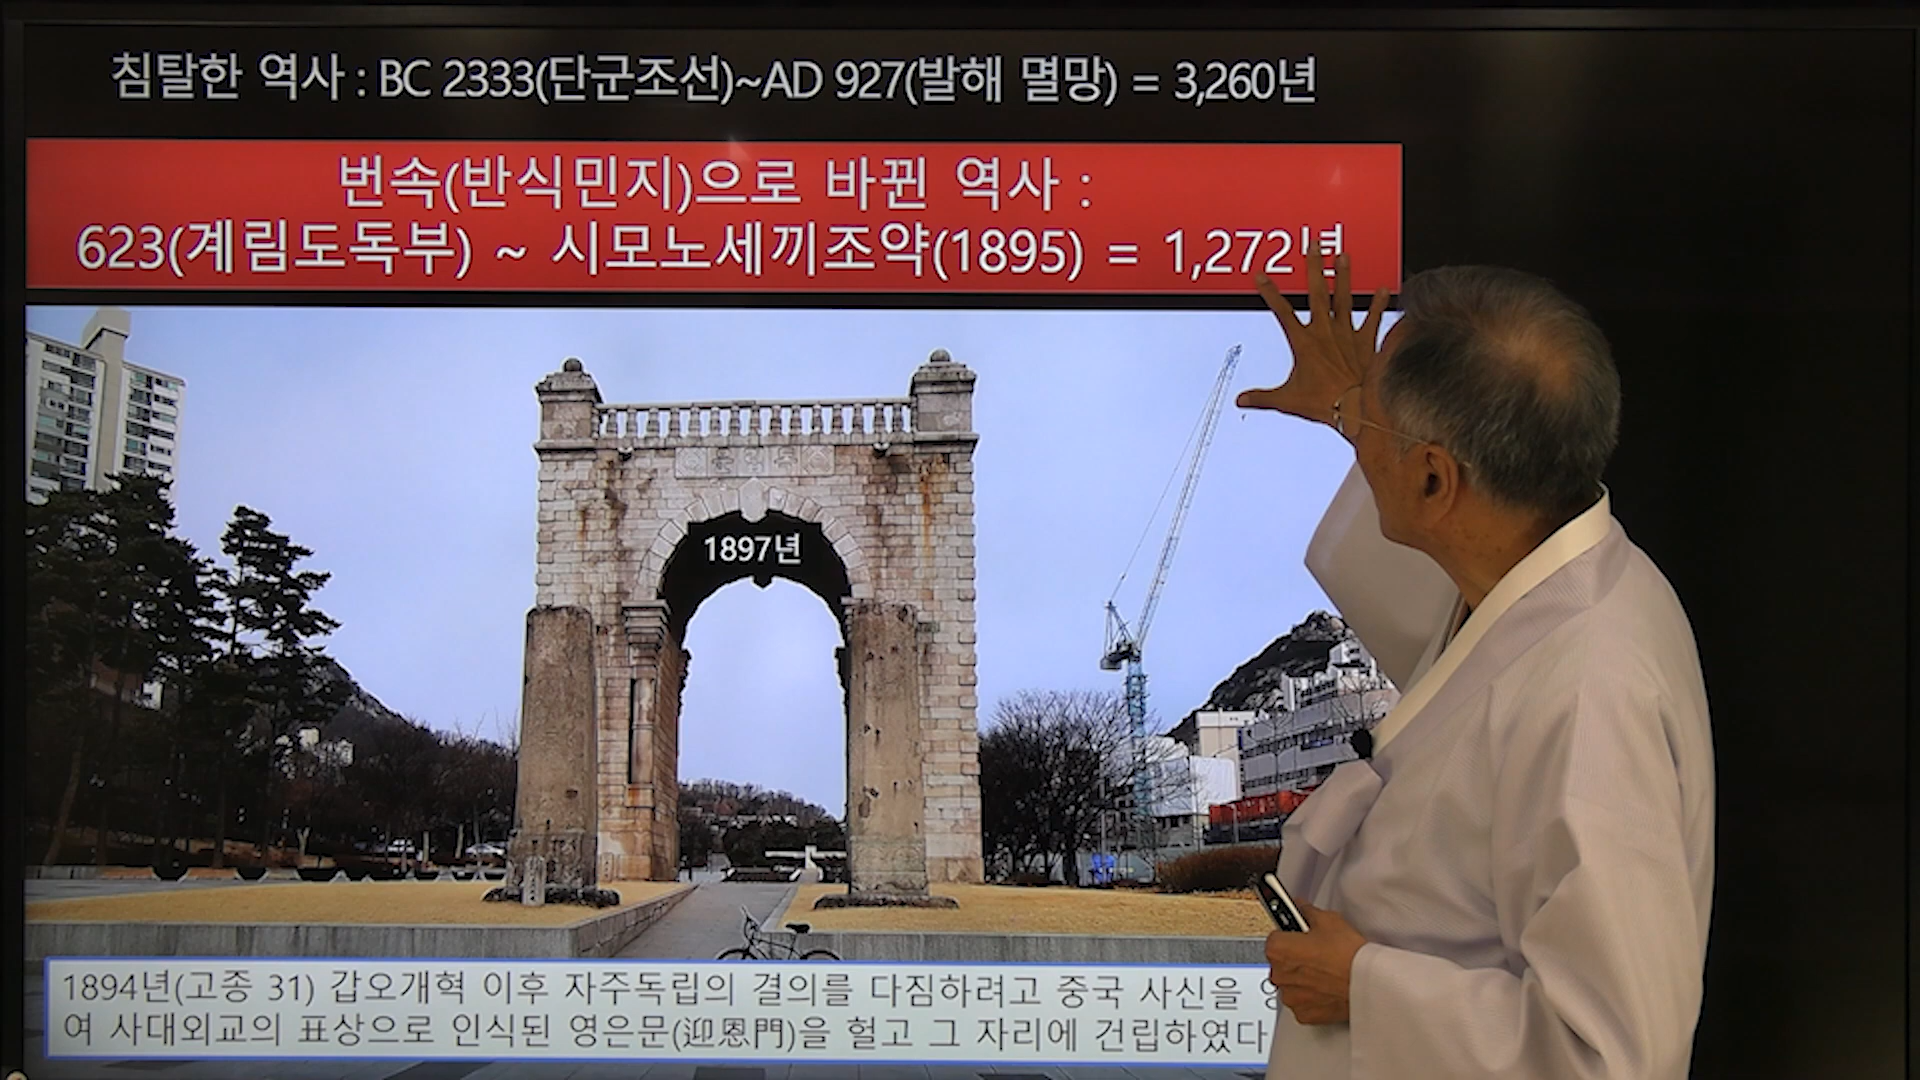 침탈한 역사 : BC 2333(단군조선)~AD 927(발해 멸망) = 3,260년
번속(반식민지)으로 바뀐 역사 :
623(계림도독부) ~ 시모노세끼조약(1895) = 1,272년
독립문
1897년
1894년(고종 31) 갑오개혁 이후 자주독립의 결의를 다짐하려고 중국 사신을
여 사대외교의 표상으로 인식된 영은문(迎恩門)을 헐고 그 자리에 건립하였다